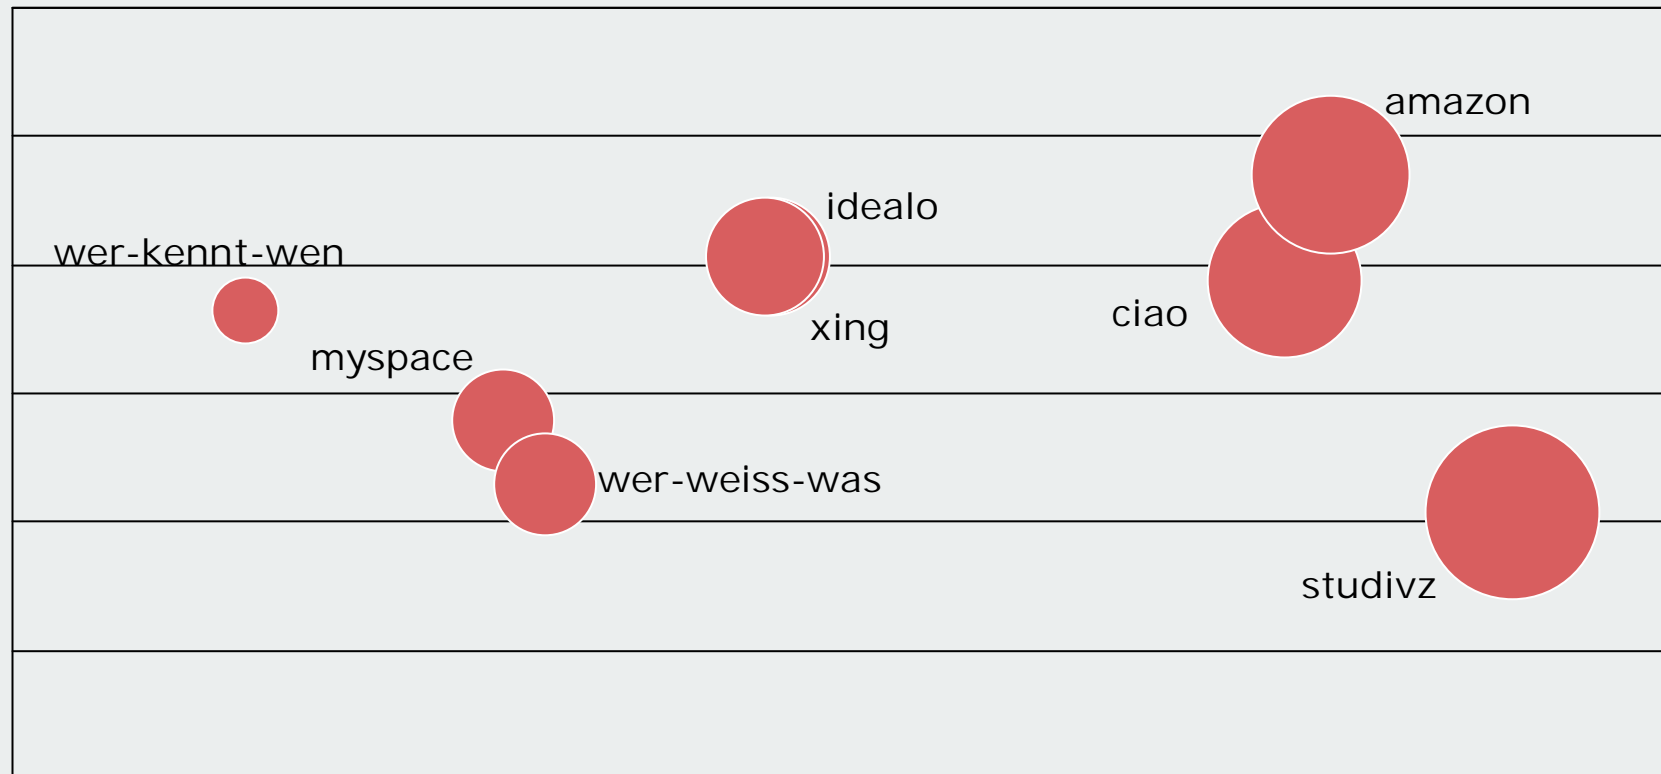 amazon
idealo
wer-kennt-wen
ciao
xing
myspace
wer-weiss-was
studivz